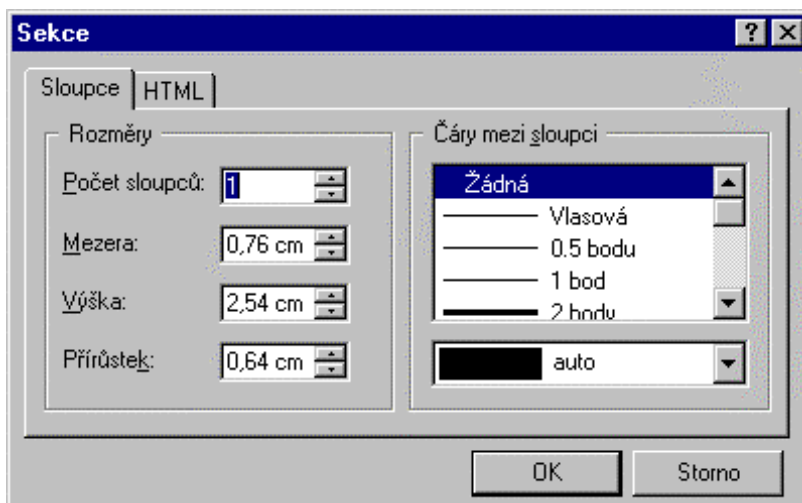 Sekce
Sloupce HTML
Rozměry
Počet sloupců: 1
Mezera: 0,76 cm
Výška: 2,54 cm
Přírůstek: 0,64 cm
Čáry mezi sloupci
Žádná
Vlasová
0.5 bodu
1 bod
2 bodu
auto
OK Storno